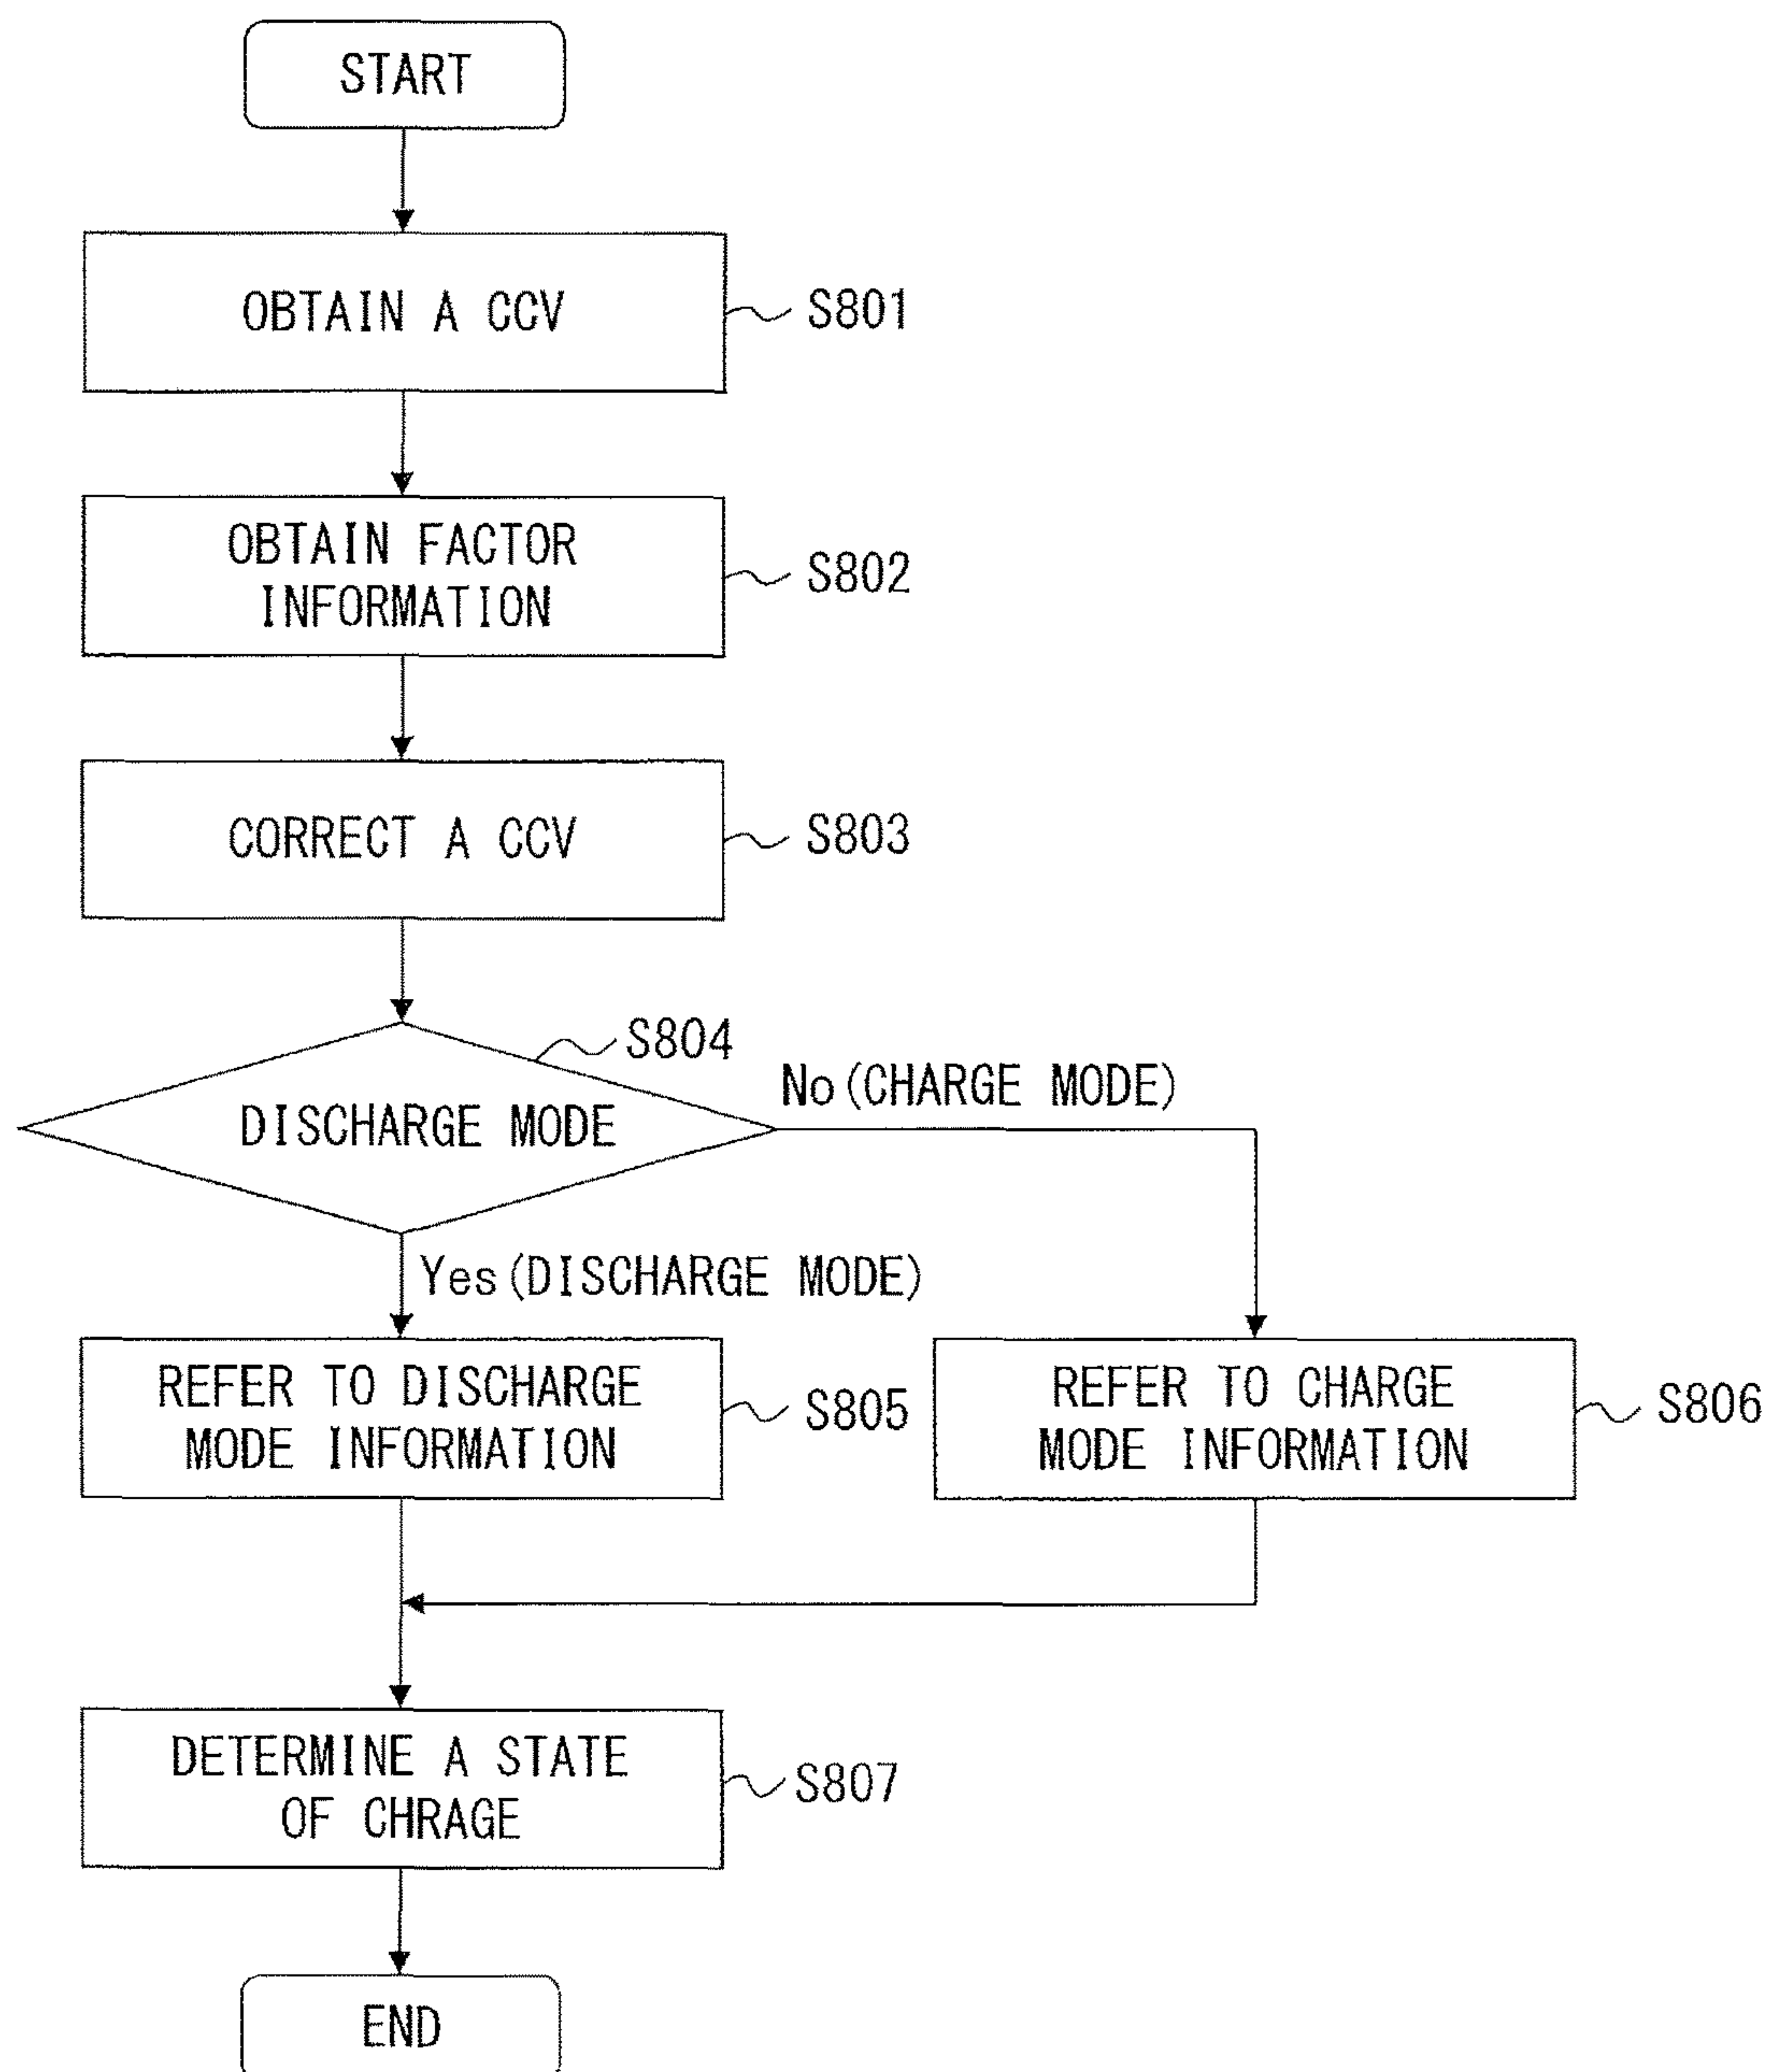 START
OBTAIN A CCV
S801
OBTAIN FACTOR
INFORMATION
S802
CORRECT A CCV
S803
S804
DISCHARGE MODE
No (CHARGE MODE)
Yes (DISCHARGE MODE)
REFER TO DISCHARGE
MODE INFORMATION
S805
REFER TO CHARGE
MODE INFORMATION
S806
DETERMINE A STATE
OF CHRAGE
S807
END